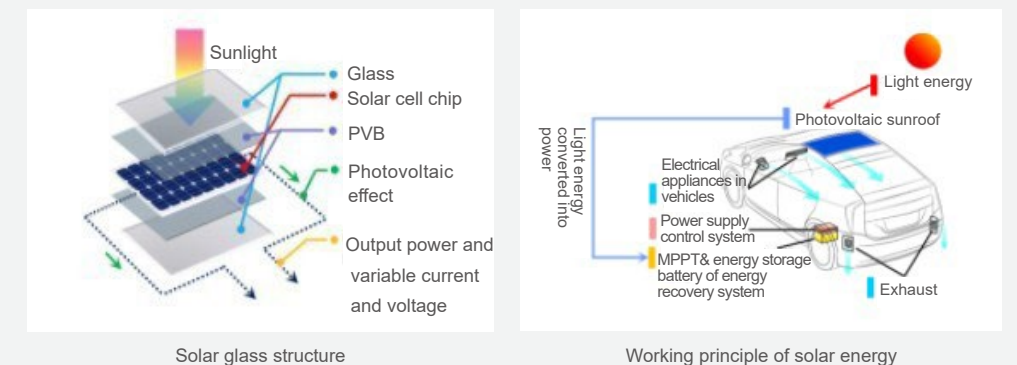 Sunlight
Glass
Solar cell chip
PVB
Photovoltaic
effect
Output power and
variable current
and voltage
Solar glass structure
Light energy
Photovoltaic sunroof
Light energy
converted into
power
Electrical
appliances in
vehicles
Power supply
control system
MPPT& energy storage
battery of energy
recovery system
Exhaust
Working principle of solar energy